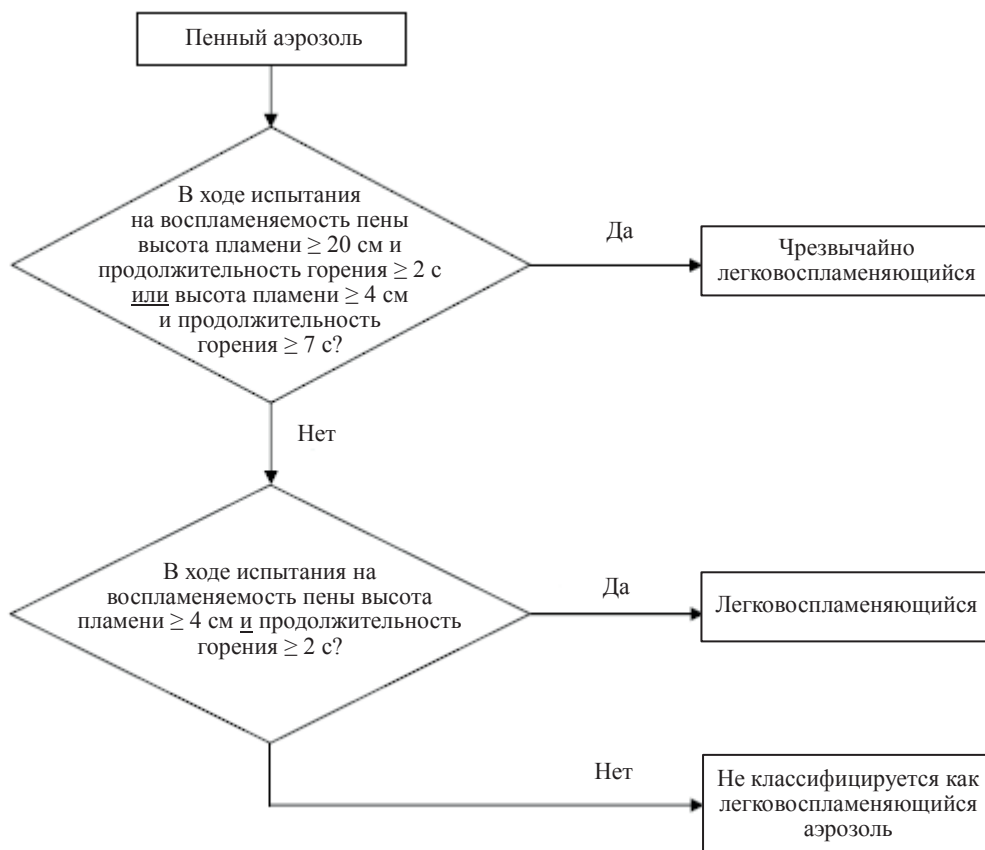 Пенный аэрозоль
В ходе испытания
на воспламеняемость пены
высота пламени ≥ 20 см и
продолжительность горения ≥ 2 с
или высота пламени ≥ 4 см
и продолжительность
горения ≥ 7 с?
Да
Чрезвычайно
легковоспламеняющийся
Нет
В ходе испытания на
воспламеняемость пены высота
пламени ≥ 4 см и продолжительность
горения ≥ 2 с?
Да
Легковоспламеняющийся
Нет
Не классифицируется как
легковоспламеняющийся
аэрозоль